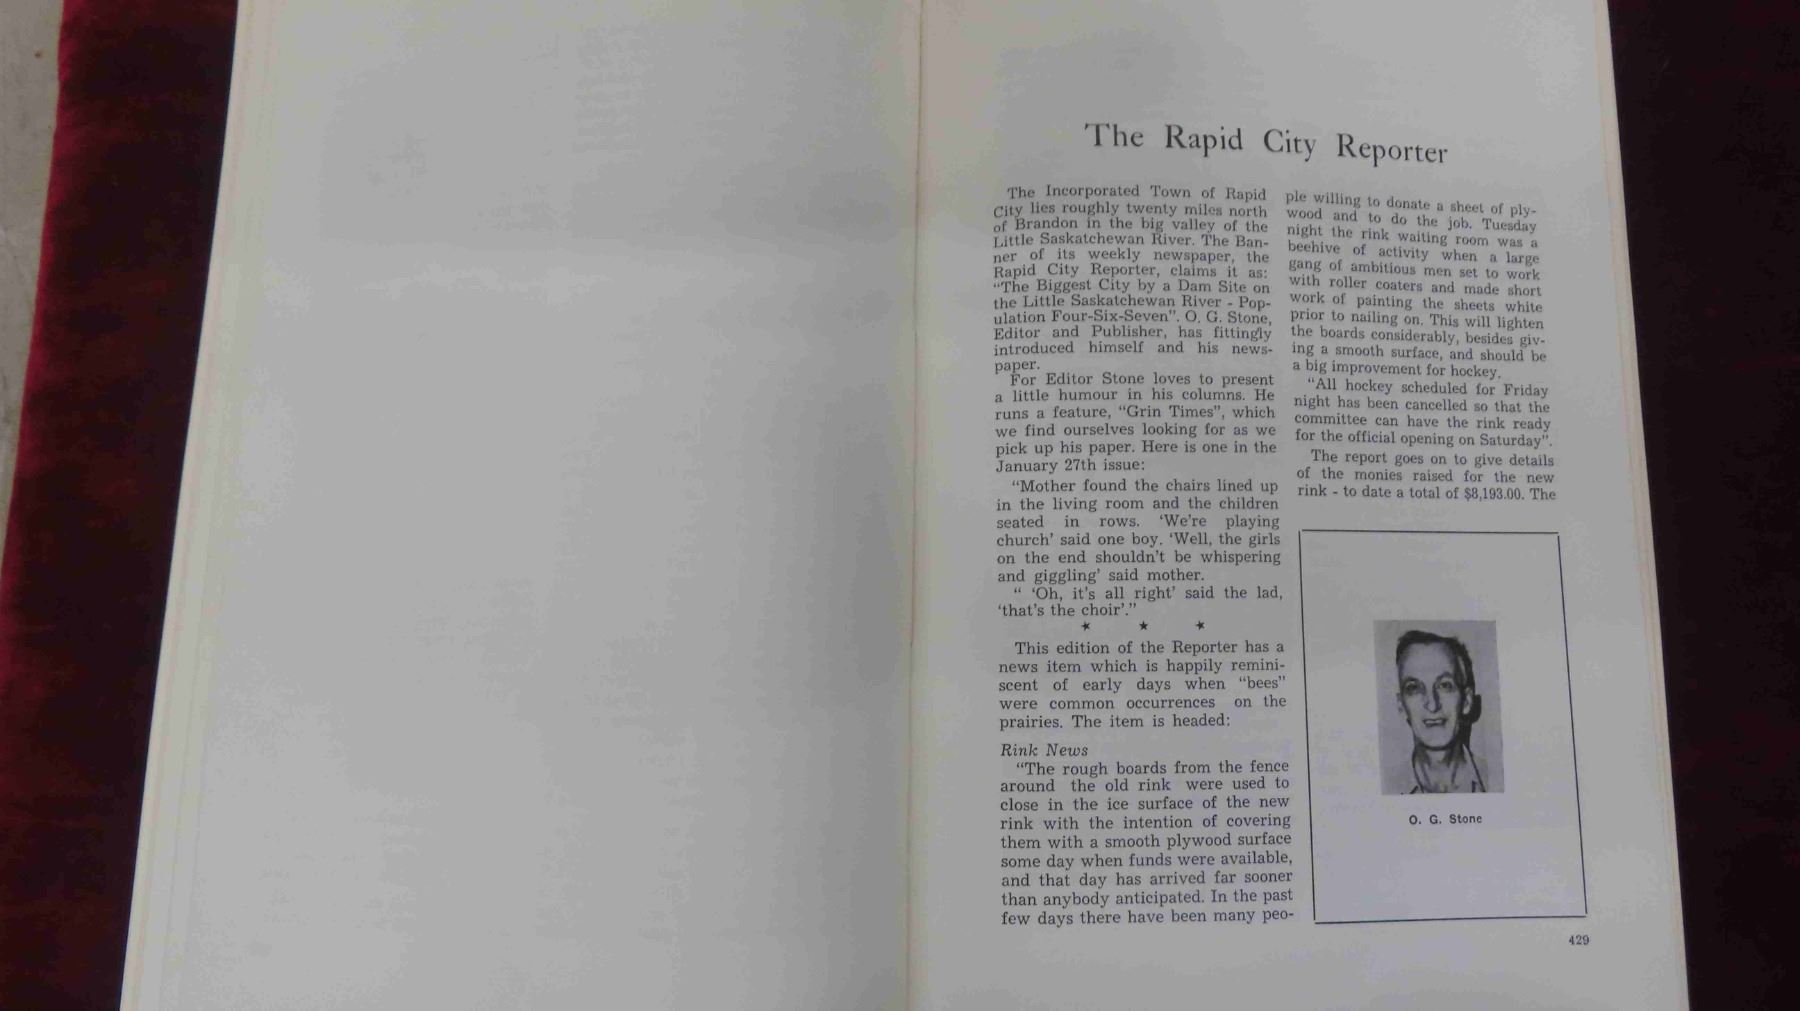 The Rapid City Reporter
The Incorporated Town of Rapid
City lies roughly twenty miles north
of Brandon in the big valley of the
Little Saskatchewan River. The Ban-
ner of its weekly newspaper, the
Rapid City Reporter, claims it as:
“The Biggest City by a Dam Site on
the Little Saskatchewan River - Pop-
ulation Four-Six-Seven”. O. G. Stone,
Editor and Publisher, has fittingly
introduced himself and his news-
paper.
For Editor Stone loves to present
a little humour in his columns. He
runs a feature, “Grin Times”, which
we find ourselves looking for as we
pick up his paper. Here is one in the
January 27th issue:
“Mother found the chairs lined up
in the living room and the children
seated in rows. ‘We’re playing
church’ said one boy. ‘Well, the girls
on the end shouldn’t be whispering
and giggling’ said mother.
“ ‘Oh, it’s all right’ said the lad,
‘that’s the choir’.”
★ ★ ★
This edition of the Reporter has a
news item which is happily remini-
scent of early days when “bees”
were common occurrences on the
prairies. The item is headed:
Rink News
“The rough boards from the fence
around the old rink were used to
close in the ice surface of the new
rink with the intention of covering
them with a smooth plywood surface
some day when funds were available,
and that day has arrived far sooner
than anybody anticipated. In the past
few days there have been many peo-
ple willing to donate a sheet of ply-
wood and to do the job. Tuesday
night the rink waiting room was a
beehive of activity when a large
gang of ambitious men set to work
with roller coaters and made short
work of painting the sheets white
prior to nailing on. This will lighten
the boards considerably, besides giv-
ing a smooth surface, and should be
a big improvement for hockey.
“All hockey scheduled for Friday
night has been cancelled so that the
committee can have the rink ready
for the official opening on Saturday”.
The report goes on to give details
of the monies raised for the new
rink - to date a total of $8,193.00. The
O. G. Stone
429